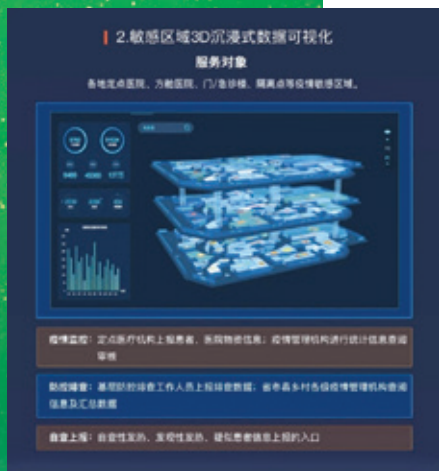 2.敏感区域3D沉浸式数据可视化
服务对象
各地定点医院、方舱医院、门/急诊楼、隔离点等疫情敏感区域。
疫情监控：定点医疗机构上报患者、医院物资信息；疫情管理机构进行统计信息查阅
审核
防控排查：基层防控排查工作人员上报排查数据；省市县乡村各级疫情管理机构查阅
信息及汇总数据
自查上报：自查性发热、发现性发热、疑似患者信息上报的入口